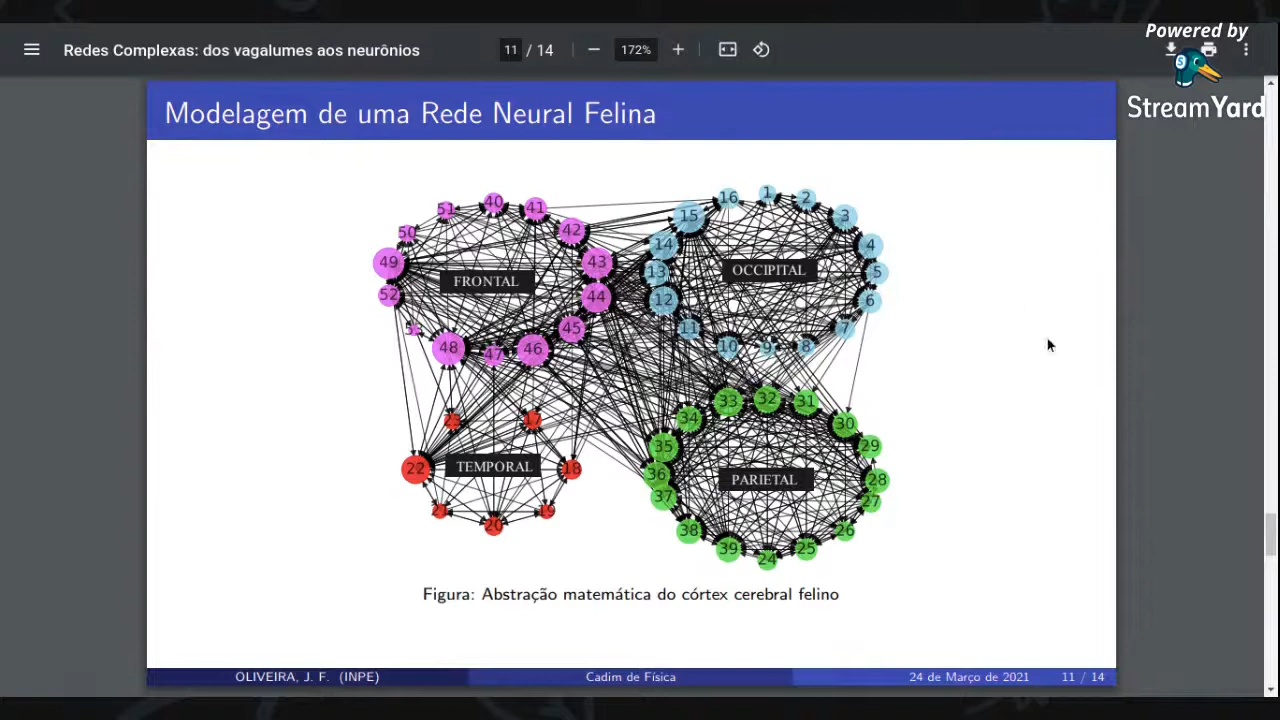 Powered by
StreamYard
Redes Complexas: dos vagalumes aos neurônios
11 / 14
172%
Modelagem de uma Rede Neural Felina
51 40 41
50 42
49 43
52 44
45
48 47 46
FRONTAL
16 1 2
15 3
14 4
13 5
12 6
11 7
10 9 8
OCCIPITAL
17
22 18
21 19
20
TEMPORAL
33 32 31
34 30
35 29
36 28
37 27
38 26
39 24 25
PARIETAL
Figura: Abstração matemática do córtex cerebral felino
OLIVEIRA, J. F. (INPE)
Cadim de Física
24 de Março de 2021
11 / 14